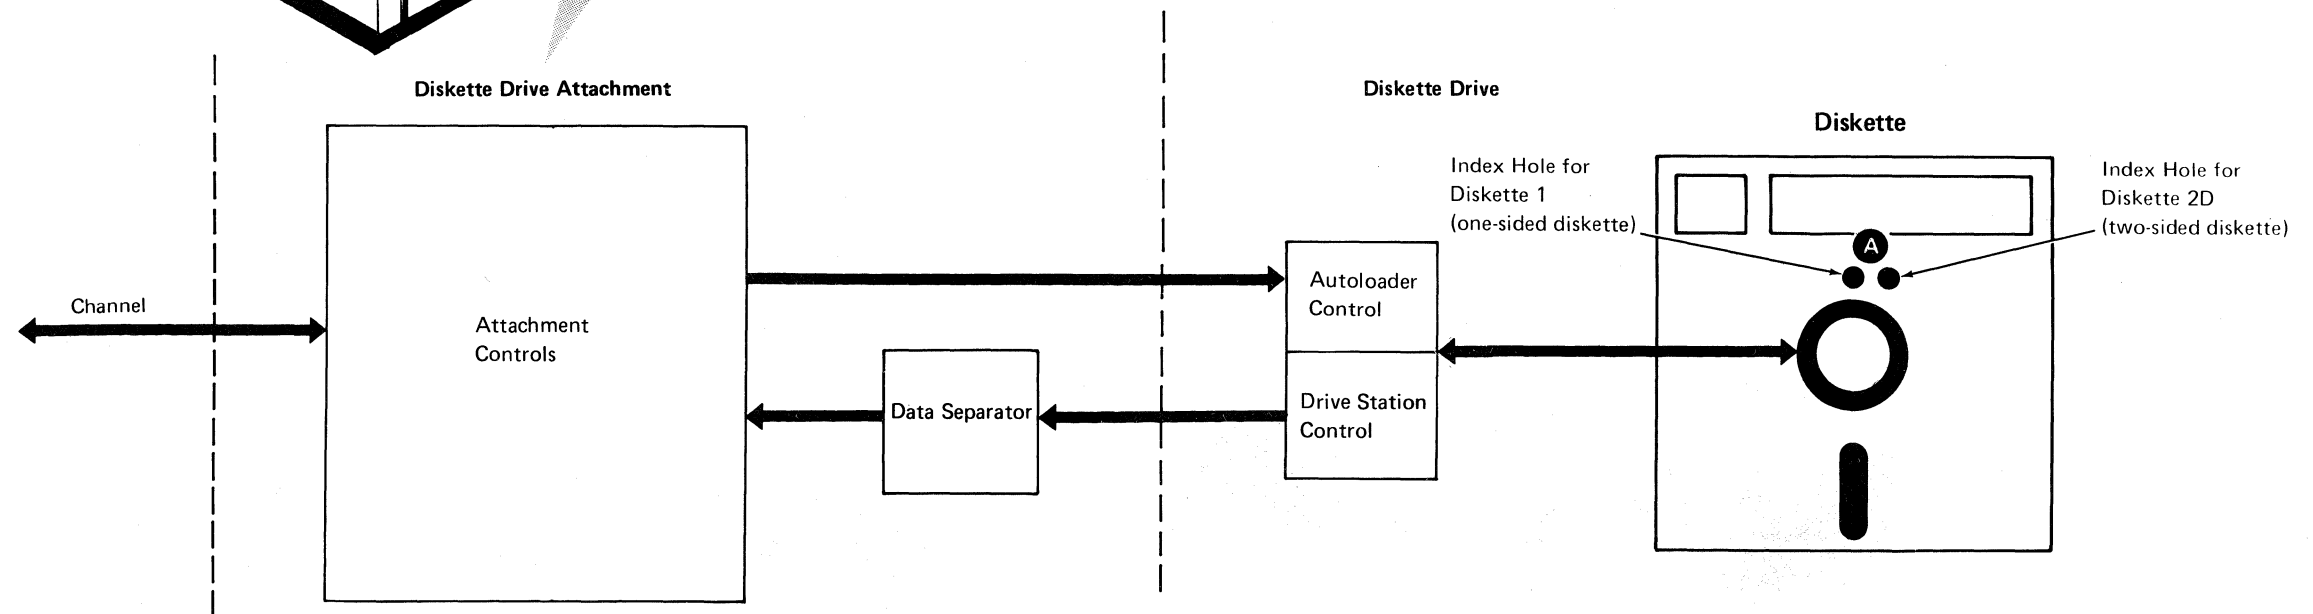 Diskette Drive Attachment
Diskette Drive
Diskette
Index Hole for
Diskette 1
(one-sided diskette)
Index Hole for
Diskette 2D
(two-sided diskette)
A
Channel
Attachment
Controls
Autoloader
Control
Data Separator
Drive Station
Control